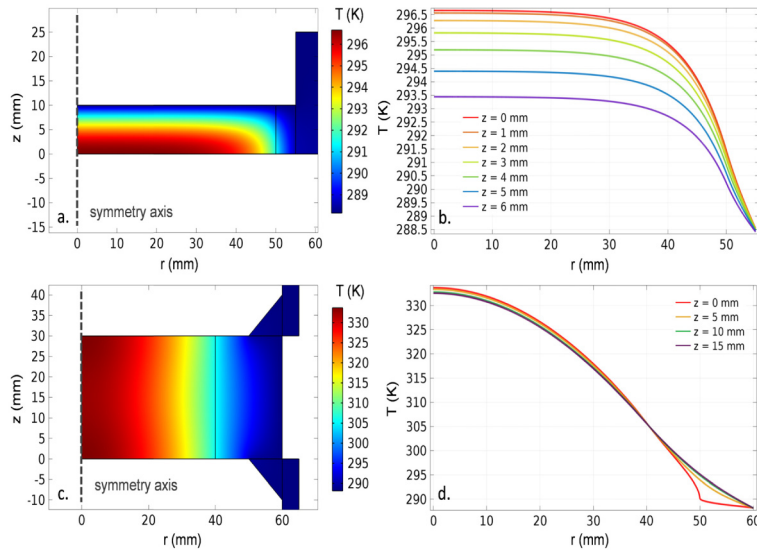 T (K)
z (mm)
25
20
15
10
5
0
-5
-10
-15
296
295
294
293
292
291
290
289
a.
symmetry axis
0 10 20 30 40 50 60
r (mm)
T (K)
296.5
296
295.5
295
294.5
294
293.5
293
292.5
292
291.5
291
290.5
290
289.5
289
288.5
z = 0 mm
z = 1 mm
z = 2 mm
z = 3 mm
z = 4 mm
z = 5 mm
z = 6 mm
b.
0 10 20 30 40 50
r (mm)
T (K)
z (mm)
40
30
20
10
0
-10
330
325
320
315
310
305
300
295
290
c.
symmetry axis
0 20 40 60
r (mm)
T (K)
330
325
320
315
310
305
300
295
290
z = 0 mm
z = 5 mm
z = 10 mm
z = 15 mm
d.
0 10 20 30 40 50 60
r (mm)